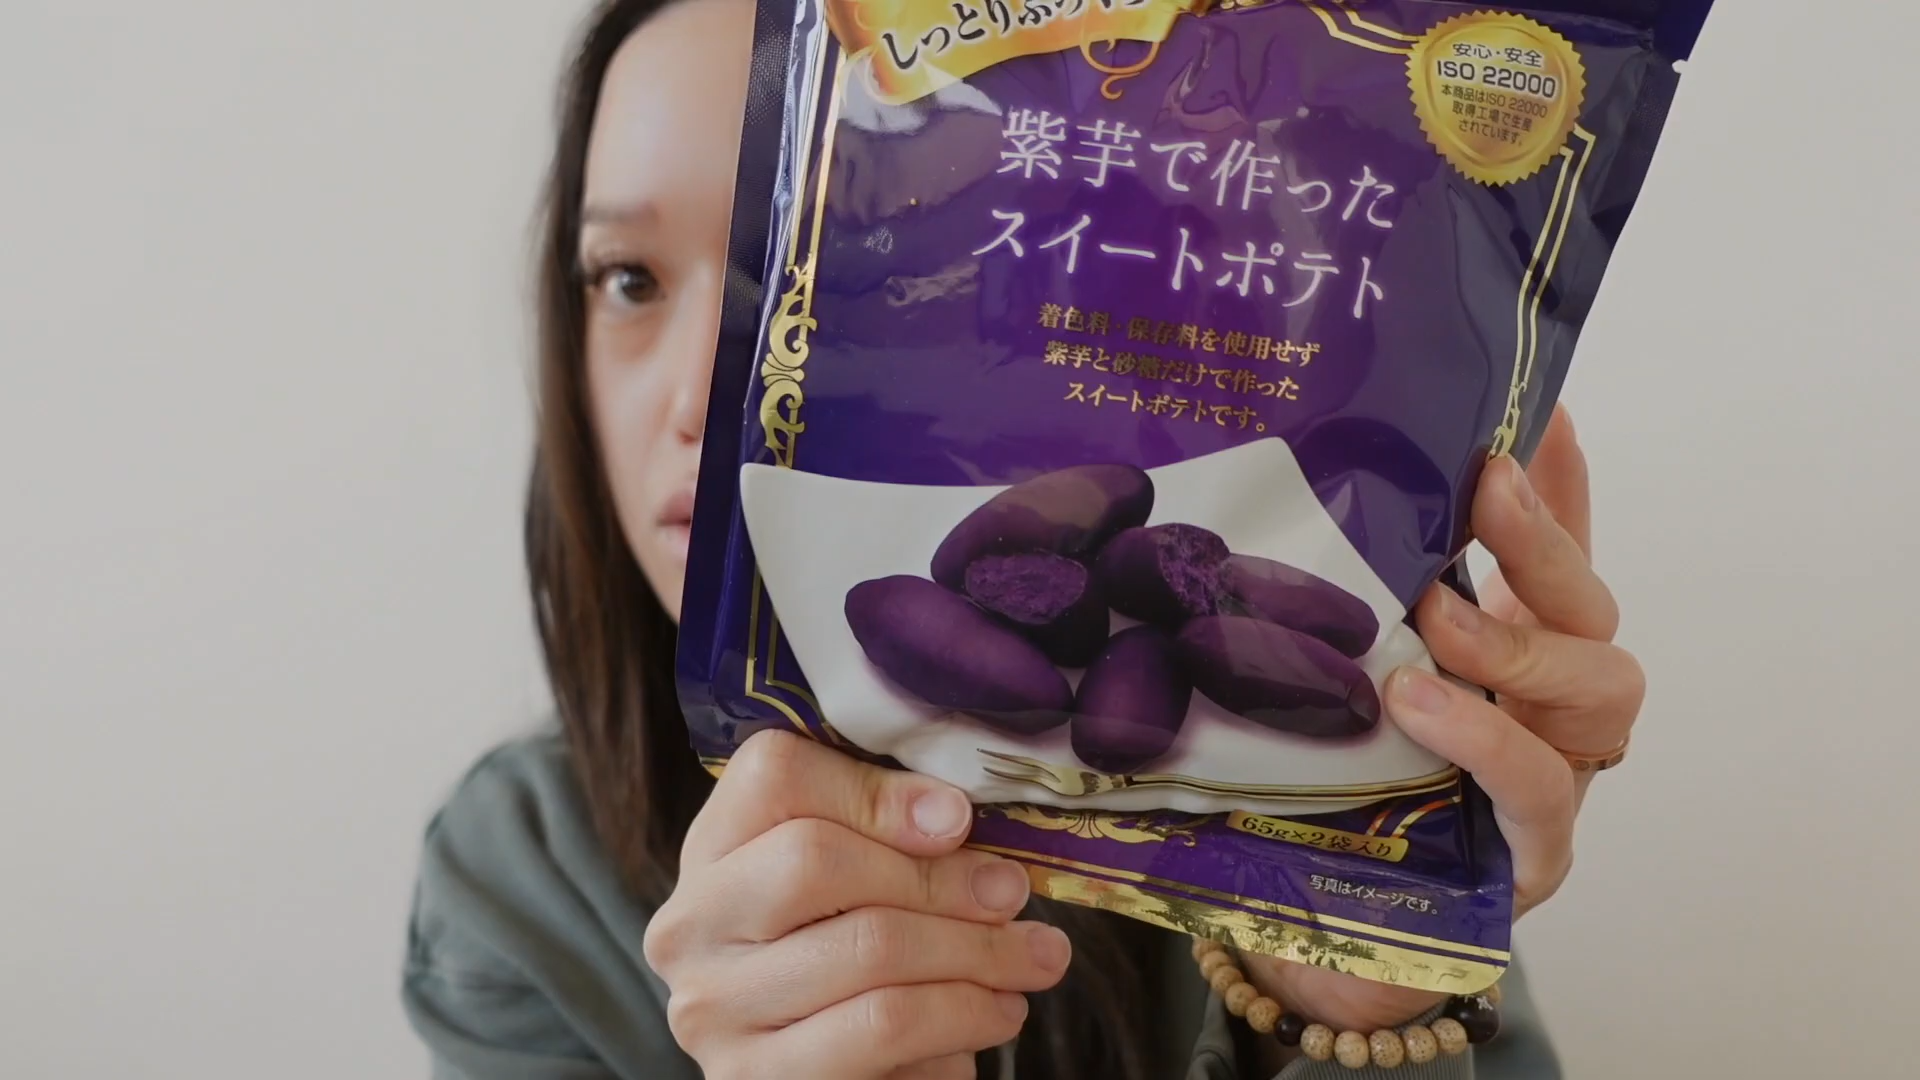 しっとり
安心・安全
ISO 22000
本商品はISO 22000
取得工場で生産
されています。
紫芋で作った
スイートポテト
着色料・保存料を使用せず
紫芋と砂糖だけで作った
スイートポテトです。
65g×2袋入り
写真はイメージです。